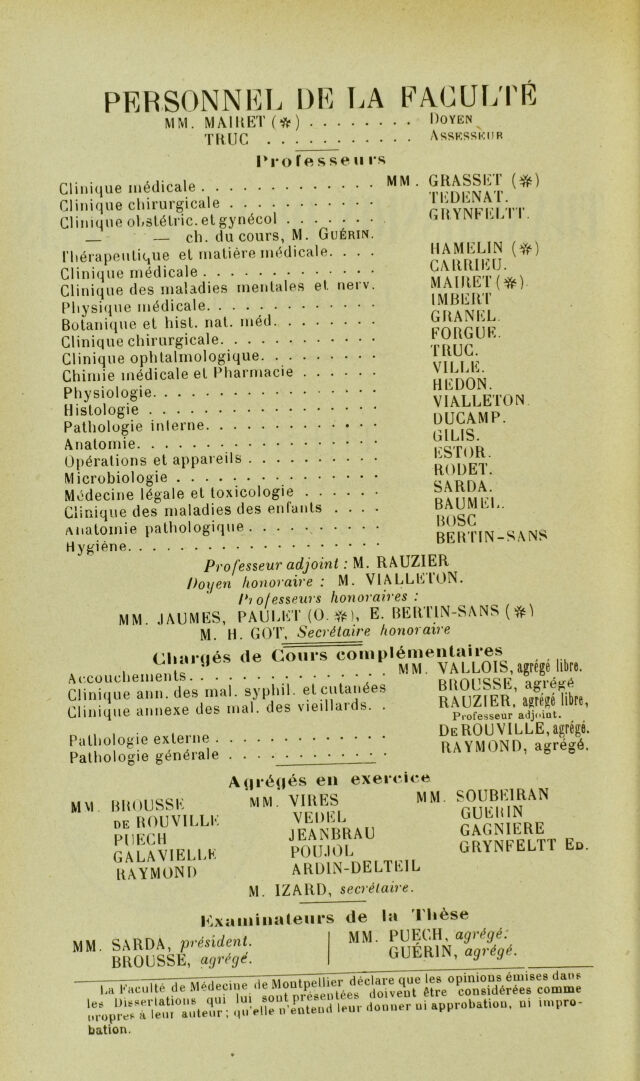 PERSONNEL DE LA FACULTÉ
MM. MAIRET (✻) . . . . . . . . DOYEN
TRUC . . . . . . . . . . . ASSESSEUR
Professeurs
Clinique médicale . . . . . . . . . . . . . MM. GRASSET (✻)
Clinique chirurgicale . . . . . . . . . . . TEDENAT.
Clinique obstétric. et gynécol . . . . . . . GRYNFELTT.
— — ch. du cours, M. GUÉRIN.
Thérapeutique et matière médicale. . . . HAMELIN (✻)
Clinique médicale . . . . . . . . . . . . . CARRIEU.
Clinique des maladies mentales et nerv. MAIRET (✻).
Physique médicale. . . . . . . . . . . . . IMBERT
Botanique et hist. nat. méd. . . . . . . . GRANEL.
Clinique chirurgicale. . . . . . . . . . . . FORGUE.
Clinique ophtalmologique. . . . . . . . . TRUC.
Chimie médicale et Pharmacie . . . . . . VILLE.
Physiologie. . . . . . . . . . . . . . . . HEDON.
Histologie . . . . . . . . . . . . . . . . VIALLETON.
Pathologie interne. . . . . . . . . . . . . DUCAMP.
Anatomie. . . . . . . . . . . . . . . . . GILIS.
Opérations et appareils . . . . . . . . . . ESTOR.
Microbiologie . . . . . . . . . . . . . . . RODET.
Médecine légale et toxicologie . . . . . . SARDA.
Clinique des maladies des enfants . . . . BAUMEL.
Anatomie pathologique . . . . . . . . . . BOSC
Hygiène. . . . . . . . . . . . . . . . . . BERTIN-SANS
Professeur adjoint : M. RAUZIER
Doyen honoraire : M. VIALLETON.
Professeurs honoraires :
MM. JAUMES, PAULET (O. ✻), E. BERTIN-SANS (✻)
M. H. GOT, Secrétaire honoraire
Chargés de Cours complémentaires
Accouchements. . . . . . . . . . . . . . MM. VALLOIS, agrégé libre.
Clinique ann. des mal. syphil. et cutanées BROUSSE, agrégé
Clinique annexe des mal. des vieillards. . RAUZIER, agrégé libre,
Professeur adjoint.
Pathologie externe . . . . . . . . . . . . DE ROUVILLE, agrégé.
Pathologie générale . . . . . . . . . . . . RAYMOND, agrégé.
Agrégés en exercice
MM. BROUSSE MM. VIRES MM. SOUBEIRAN
DE ROUVILLE VEDEL GUERIN
PUECH JEANBRAU GAGNIERE
GALAVIELLE POUJOL GRYNFELTT ED.
RAYMOND ARDIN-DELTEIL
M. IZARD, secrétaire.
Examinateurs de la Thèse
MM. SARDA, président. MM. PUECH, agrégé.
BROUSSE, agrégé. GUÉRIN, agrégé.
La Faculté de Médecine de Montpellier déclare que les opinions émises dans
les Dissertations qui lui sont présentées doivent être considérées comme
propres à leur auteur ; qu'elle n'entend leur donner ni approbation, ni impro-
bation.